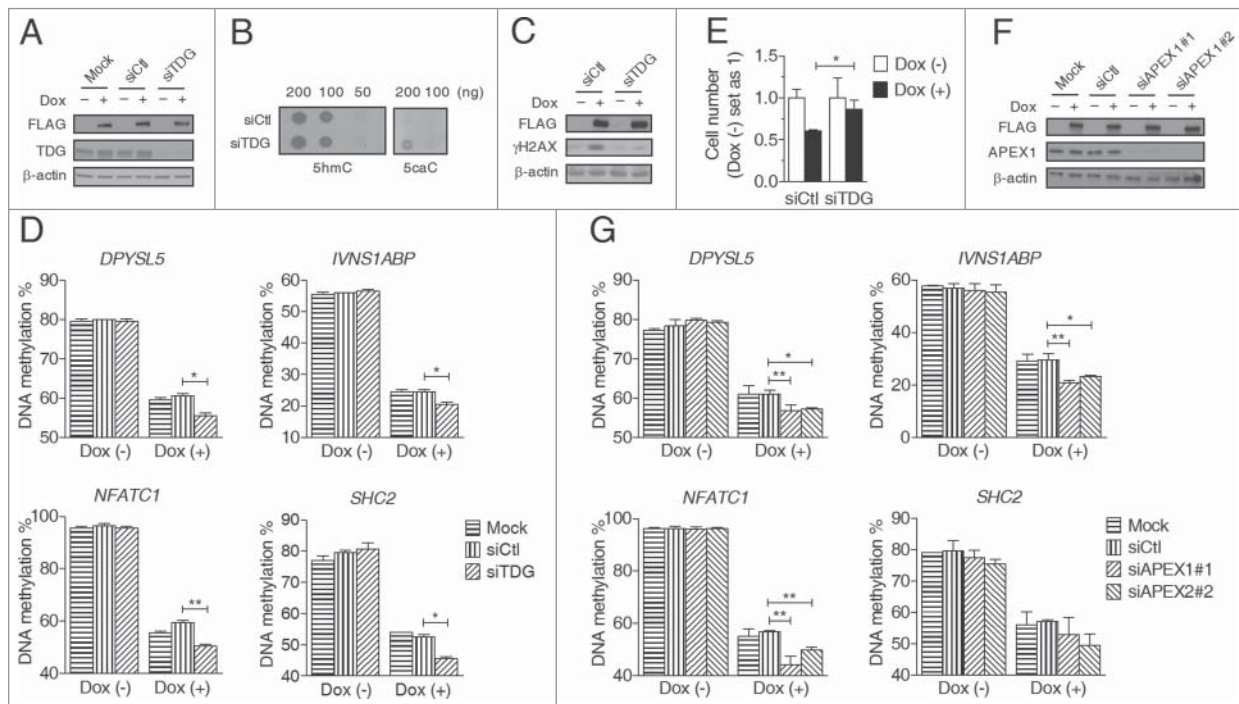 A
Mock
siCtl
siTDG
Dox
− + − + − +
FLAG
TDG
β-actin
B
200 100 50 200 100 (ng)
siCtl
siTDG
5hmC 5caC
C
siCtl
siTDG
Dox
− + − +
FLAG
γH2AX
β-actin
E
Cell number
(Dox (-) set as 1)
1.5
1.0
0.5
0.0
*
Dox (-)
Dox (+)
siCtl siTDG
F
Mock
siCtl
siAPEX1#1
siAPEX1#2
Dox
− + − + − + − +
FLAG
APEX1
β-actin
D
DPYSL5
DNA methylation %
90
80
70
60
50
*
Dox (-) Dox (+)
IVNS1ABP
DNA methylation %
60
50
40
30
20
10
*
Dox (-) Dox (+)
NFATC1
DNA methylation %
100
80
60
40
**
Dox (-) Dox (+)
SHC2
DNA methylation %
90
80
70
60
50
40
*
Dox (-) Dox (+)
Mock
siCtl
siTDG
G
DPYSL5
DNA methylation %
90
80
70
60
50
*
**
Dox (-) Dox (+)
IVNS1ABP
DNA methylation %
60
40
20
0
*
**
Dox (-) Dox (+)
NFATC1
DNA methylation %
100
80
60
40
**
**
Dox (-) Dox (+)
SHC2
DNA methylation %
90
80
70
60
50
40
Dox (-) Dox (+)
Mock
siCtl
siAPEX1#1
siAPEX2#2